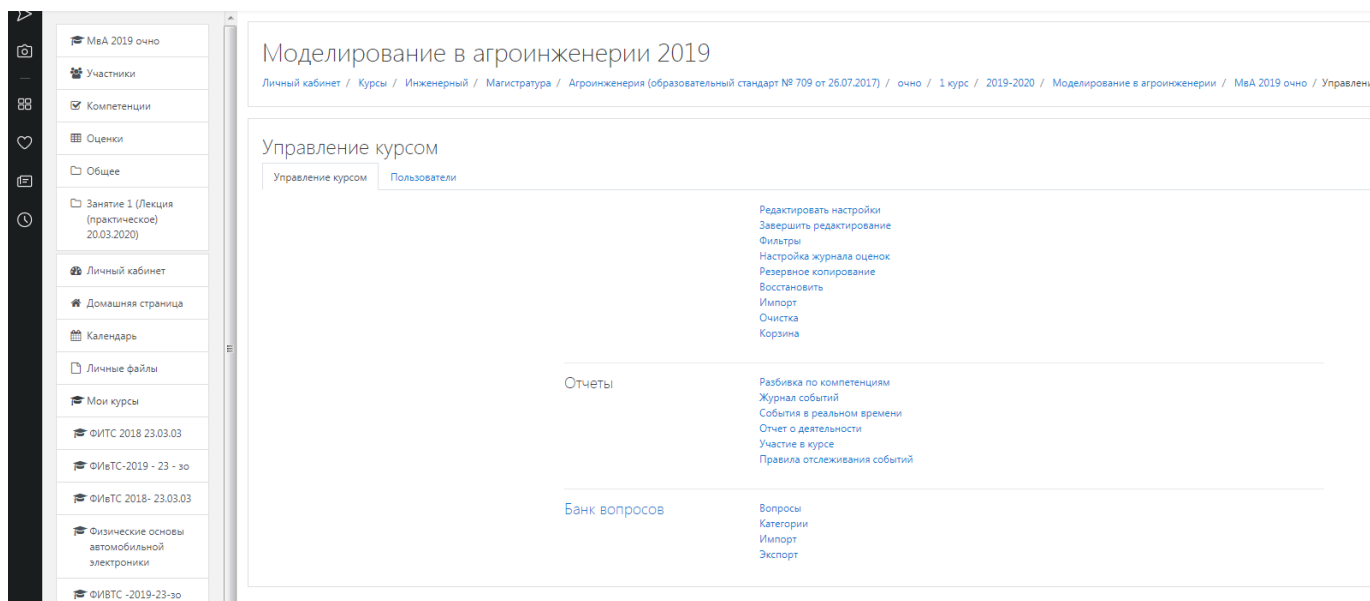 МвА 2019 очно
Участники
Компетенции
Оценки
Общее
Занятие 1 (Лекция
(практическое)
20.03.2020)
Личный кабинет
Домашняя страница
Календарь
Личные файлы
Мои курсы
ФИТС 2018 23.03.03
ФИвТС-2019 - 23 - зо
ФИвТС 2018- 23.03.03
Физические основы
автомобильной
электроники
ФИВТС -2019-23-зо
Моделирование в агроинженерии 2019
Личный кабинет / Курсы / Инженерный / Магистратура / Агроинженерия (образовательный стандарт № 709 от 26.07.2017) / очно / 1 курс / 2019-2020 / Моделирование в агроинженерии / МвА 2019 очно / Управлени
Управление курсом
Управление курсом Пользователи
Редактировать настройки
Завершить редактирование
Фильтры
Настройка журнала оценок
Резервное копирование
Восстановить
Импорт
Очистка
Корзина
Отчеты
Разбивка по компетенциям
Журнал событий
События в реальном времени
Отчет о деятельности
Участие в курсе
Правила отслеживания событий
Банк вопросов
Вопросы
Категории
Импорт
Экспорт